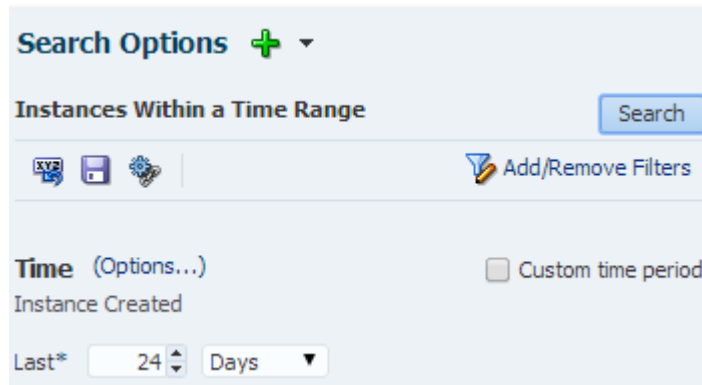 Search Options
Instances Within a Time Range
Search
XYZ
Add/Remove Filters
Time (Options...)
Custom time period
Instance Created
Last* 24 Days